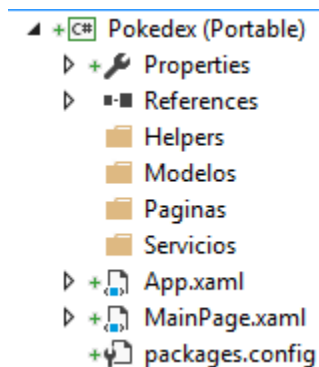 C# Pokedex (Portable)
Properties
References
Helpers
Modelos
Paginas
Servicios
App.xaml
MainPage.xaml
packages.config